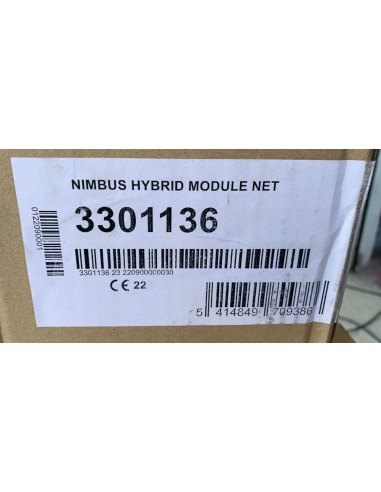 NIMBUS HYBRID MODULE NET
3301136
0122090001
3301136 23 220900000030
CE 22
5 414849 709386